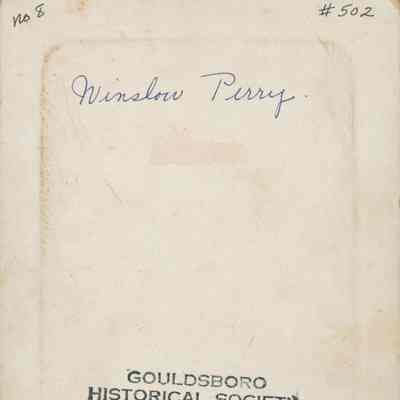 no 8
#502
Winslow Perry.
GOULDSBORO
HISTORICAL SOCIETY